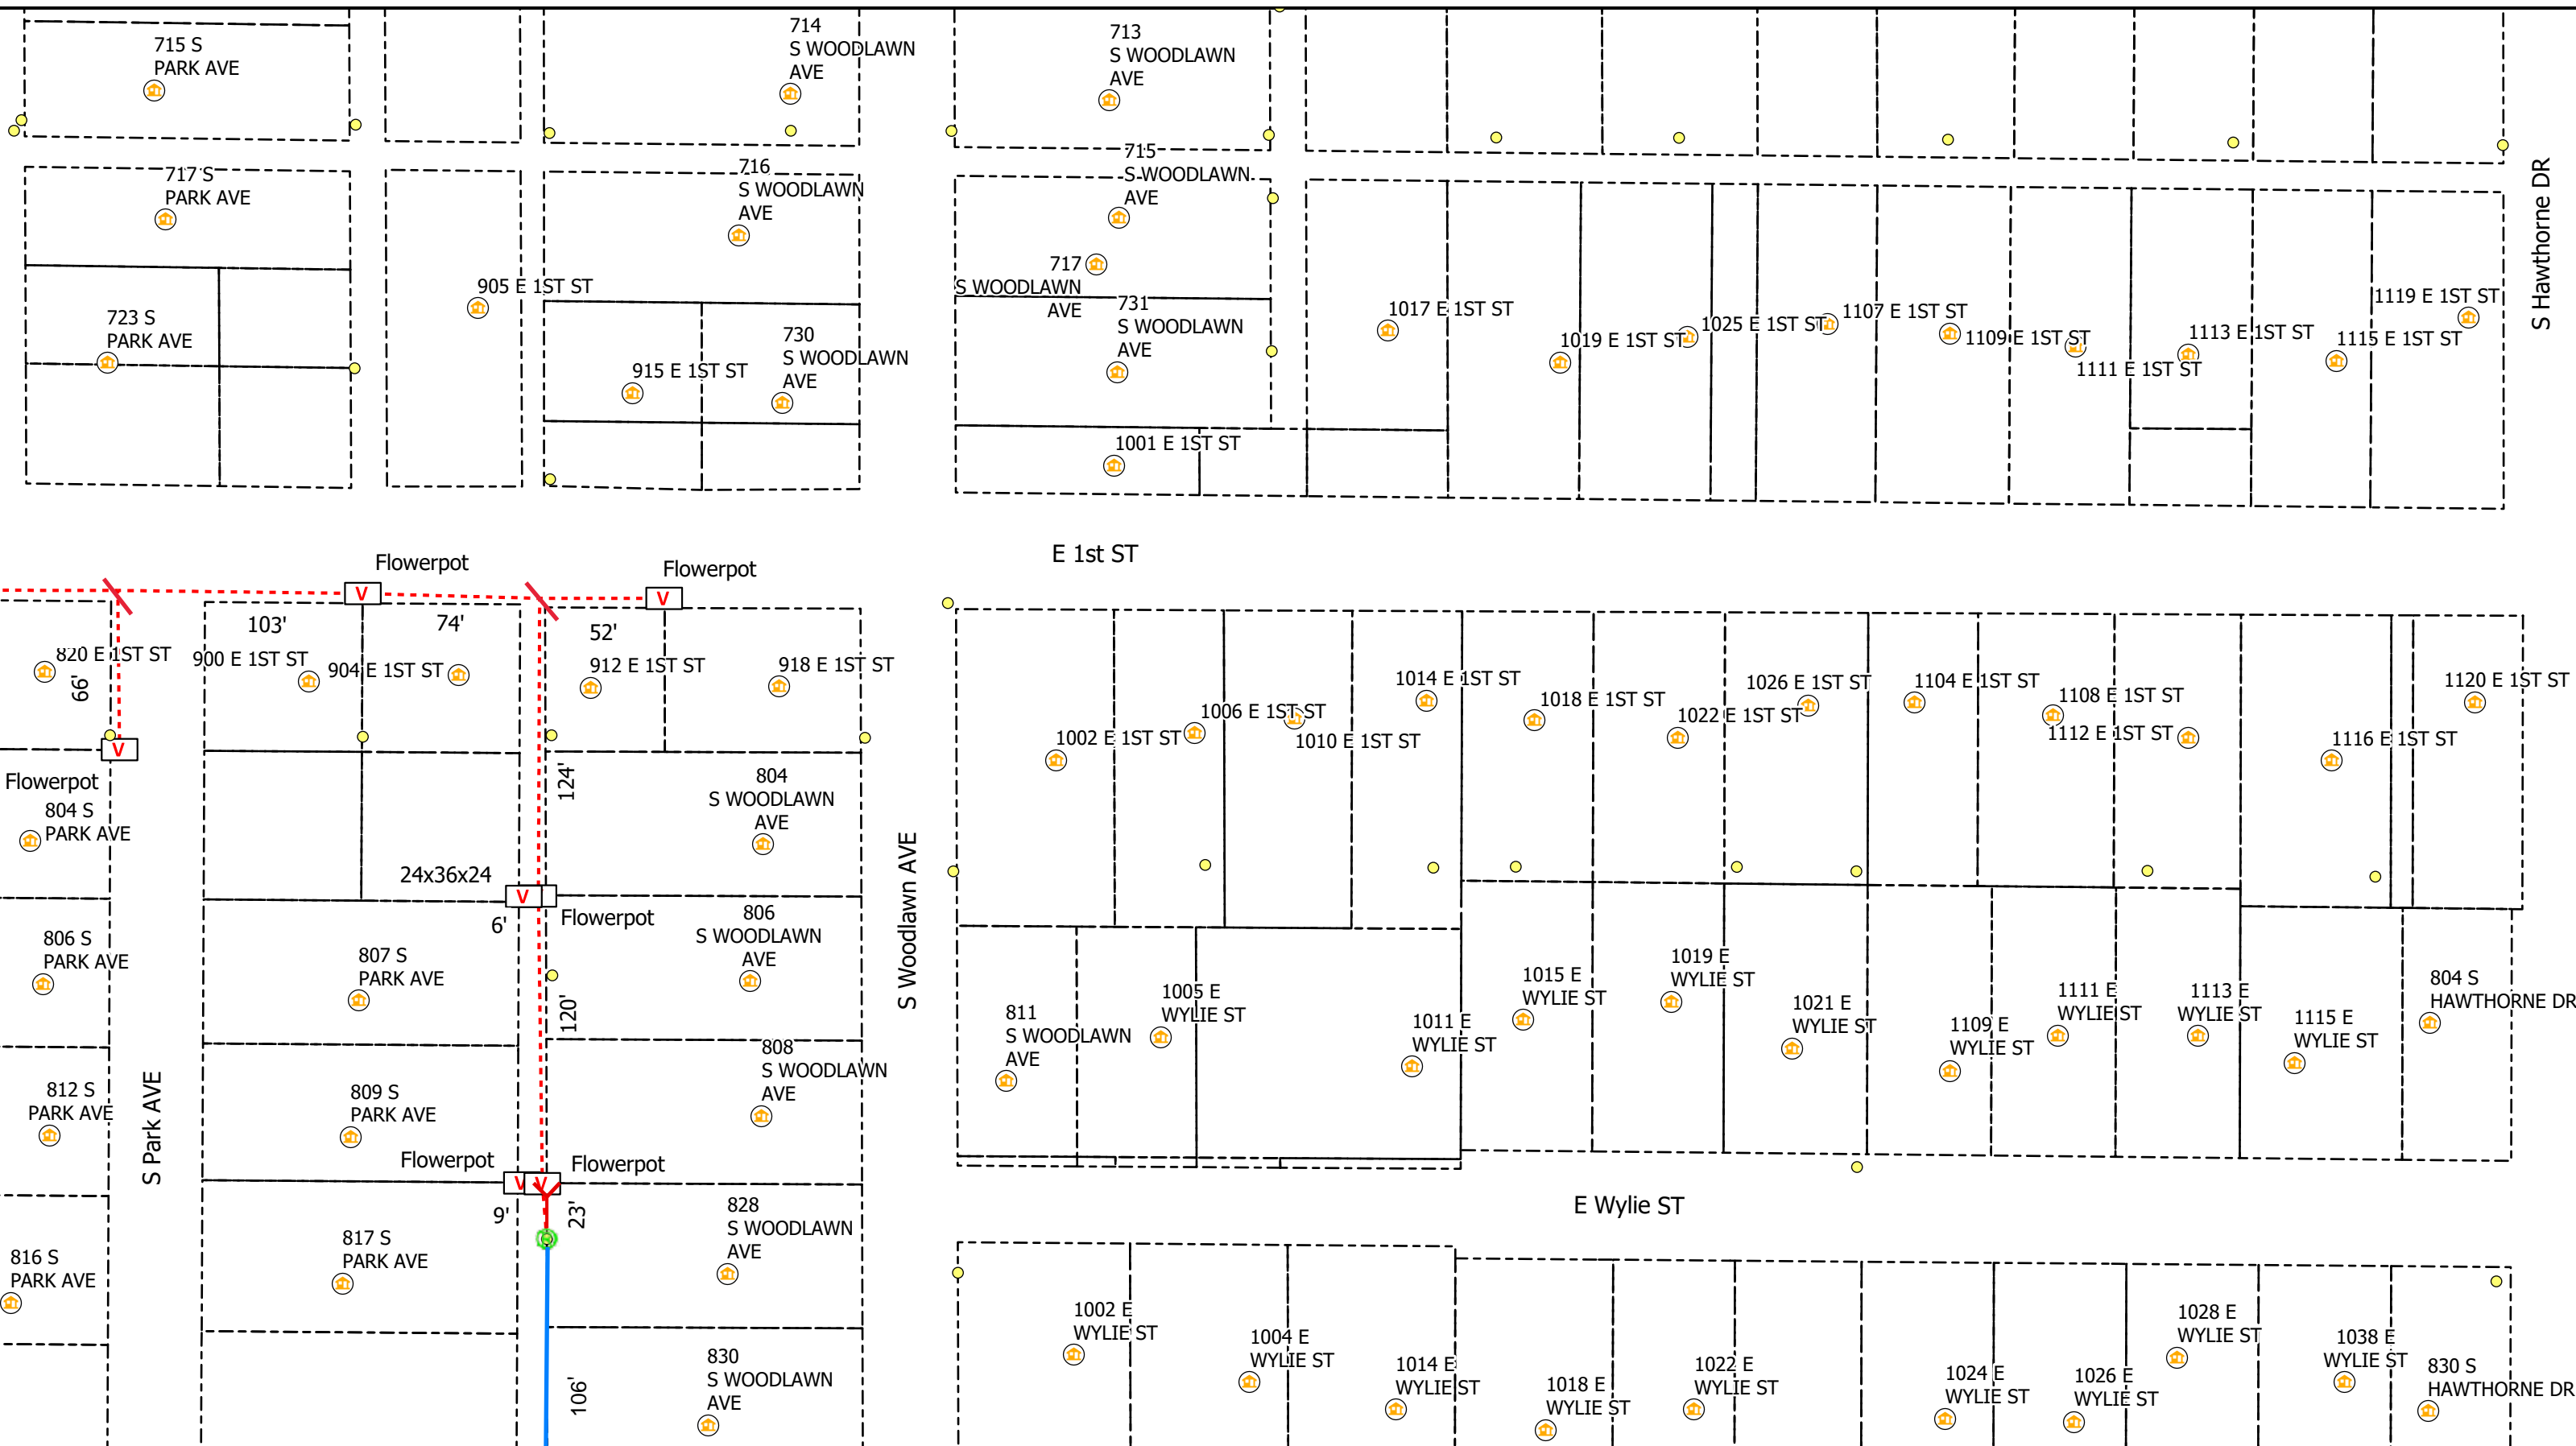 715 S
PARK AVE
714
S WOODLAWN
AVE
713
S WOODLAWN
AVE
717 S
PARK AVE
716
S WOODLAWN
AVE
715
S WOODLAWN
AVE
S Hawthorne DR
723 S
PARK AVE
905 E 1ST ST
915 E 1ST ST
730
S WOODLAWN
AVE
717
S WOODLAWN
AVE
731
S WOODLAWN
AVE
1001 E 1ST ST
1017 E 1ST ST
1019 E 1ST ST
1025 E 1ST ST
1107 E 1ST ST
1109 E 1ST ST
1111 E 1ST ST
1113 E 1ST ST
1115 E 1ST ST
1119 E 1ST ST
E 1st ST
Flowerpot
Flowerpot
V
V
103'
74'
52'
820 E 1ST ST
66'
900 E 1ST ST
904 E 1ST ST
912 E 1ST ST
918 E 1ST ST
V
Flowerpot
804 S
PARK AVE
124'
804
S WOODLAWN
AVE
24x36x24
V
6'
Flowerpot
806 S
PARK AVE
807 S
PARK AVE
806
S WOODLAWN
AVE
S Woodlawn AVE
120'
812 S
PARK AVE
S Park AVE
809 S
PARK AVE
808
S WOODLAWN
AVE
Flowerpot
Flowerpot
V
V
9'
23'
816 S
PARK AVE
817 S
PARK AVE
828
S WOODLAWN
AVE
106'
830
S WOODLAWN
AVE
1002 E 1ST ST
1006 E 1ST ST
1010 E 1ST ST
1014 E 1ST ST
1018 E 1ST ST
1022 E 1ST ST
1026 E 1ST ST
1104 E 1ST ST
1108 E 1ST ST
1112 E 1ST ST
1116 E 1ST ST
1120 E 1ST ST
811
S WOODLAWN
AVE
1005 E
WYLIE ST
1011 E
WYLIE ST
1015 E
WYLIE ST
1019 E
WYLIE ST
1021 E
WYLIE ST
1109 E
WYLIE ST
1111 E
WYLIE ST
1113 E
WYLIE ST
1115 E
WYLIE ST
804 S
HAWTHORNE DR
E Wylie ST
1002 E
WYLIE ST
1004 E
WYLIE ST
1014 E
WYLIE ST
1018 E
WYLIE ST
1022 E
WYLIE ST
1024 E
WYLIE ST
1026 E
WYLIE ST
1028 E
WYLIE ST
1038 E
WYLIE ST
830 S
HAWTHORNE DR